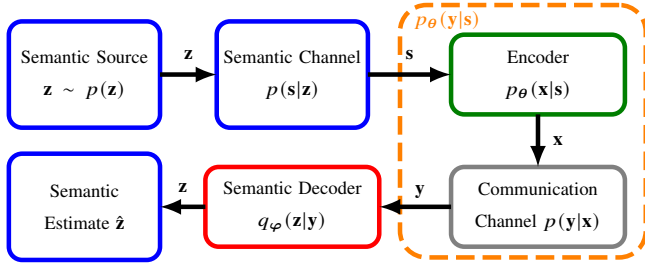 p_θ(y|s)
Semantic Source
z ∼ p(z)
z
Semantic Channel
p(s|z)
s
Encoder
p_θ(x|s)
x
Semantic
Estimate ẑ
z
Semantic Decoder
q_φ(z|y)
y
Communication
Channel p(y|x)